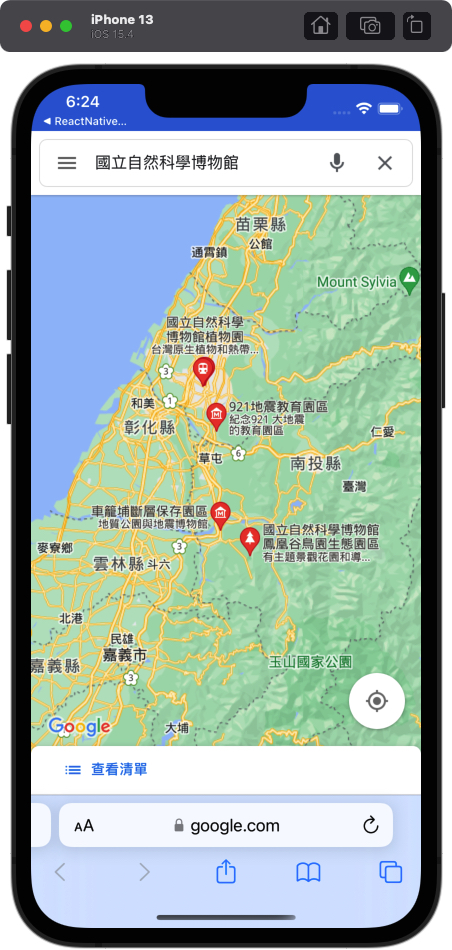 iPhone 13
iOS 15.4
6:24
◀ ReactNative...
國立自然科學博物館
苗栗縣
公館
通霄鎮
Mount Sylvia
國立自然科學
博物館植物園
台灣原生植物和熱帶...
3
和美
1
彰化縣
921地震教育園區
紀念921 大地震
的教育園區
仁愛
草屯
6
南投縣
臺灣
車籠埔斷層保存園區
地質公園與地震博物館
國立自然科學博物館
鳳凰谷鳥園生態園區
有主題景觀花園和導...
麥寮鄉
3
雲林縣
斗六
北港
民雄
嘉義市
嘉義縣
玉山國家公園
3
Google
大埔
查看清單
AA
google.com